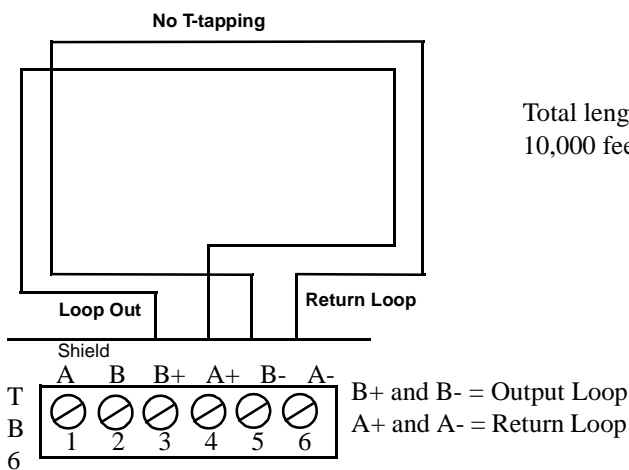 No T-tapping
Total leng
10,000 fee
Loop Out
Return Loop
Shield
A B B+ A+ B- A-
T
B
6
1 2 3 4 5 6
B+ and B- = Output Loop
A+ and A- = Return Loop